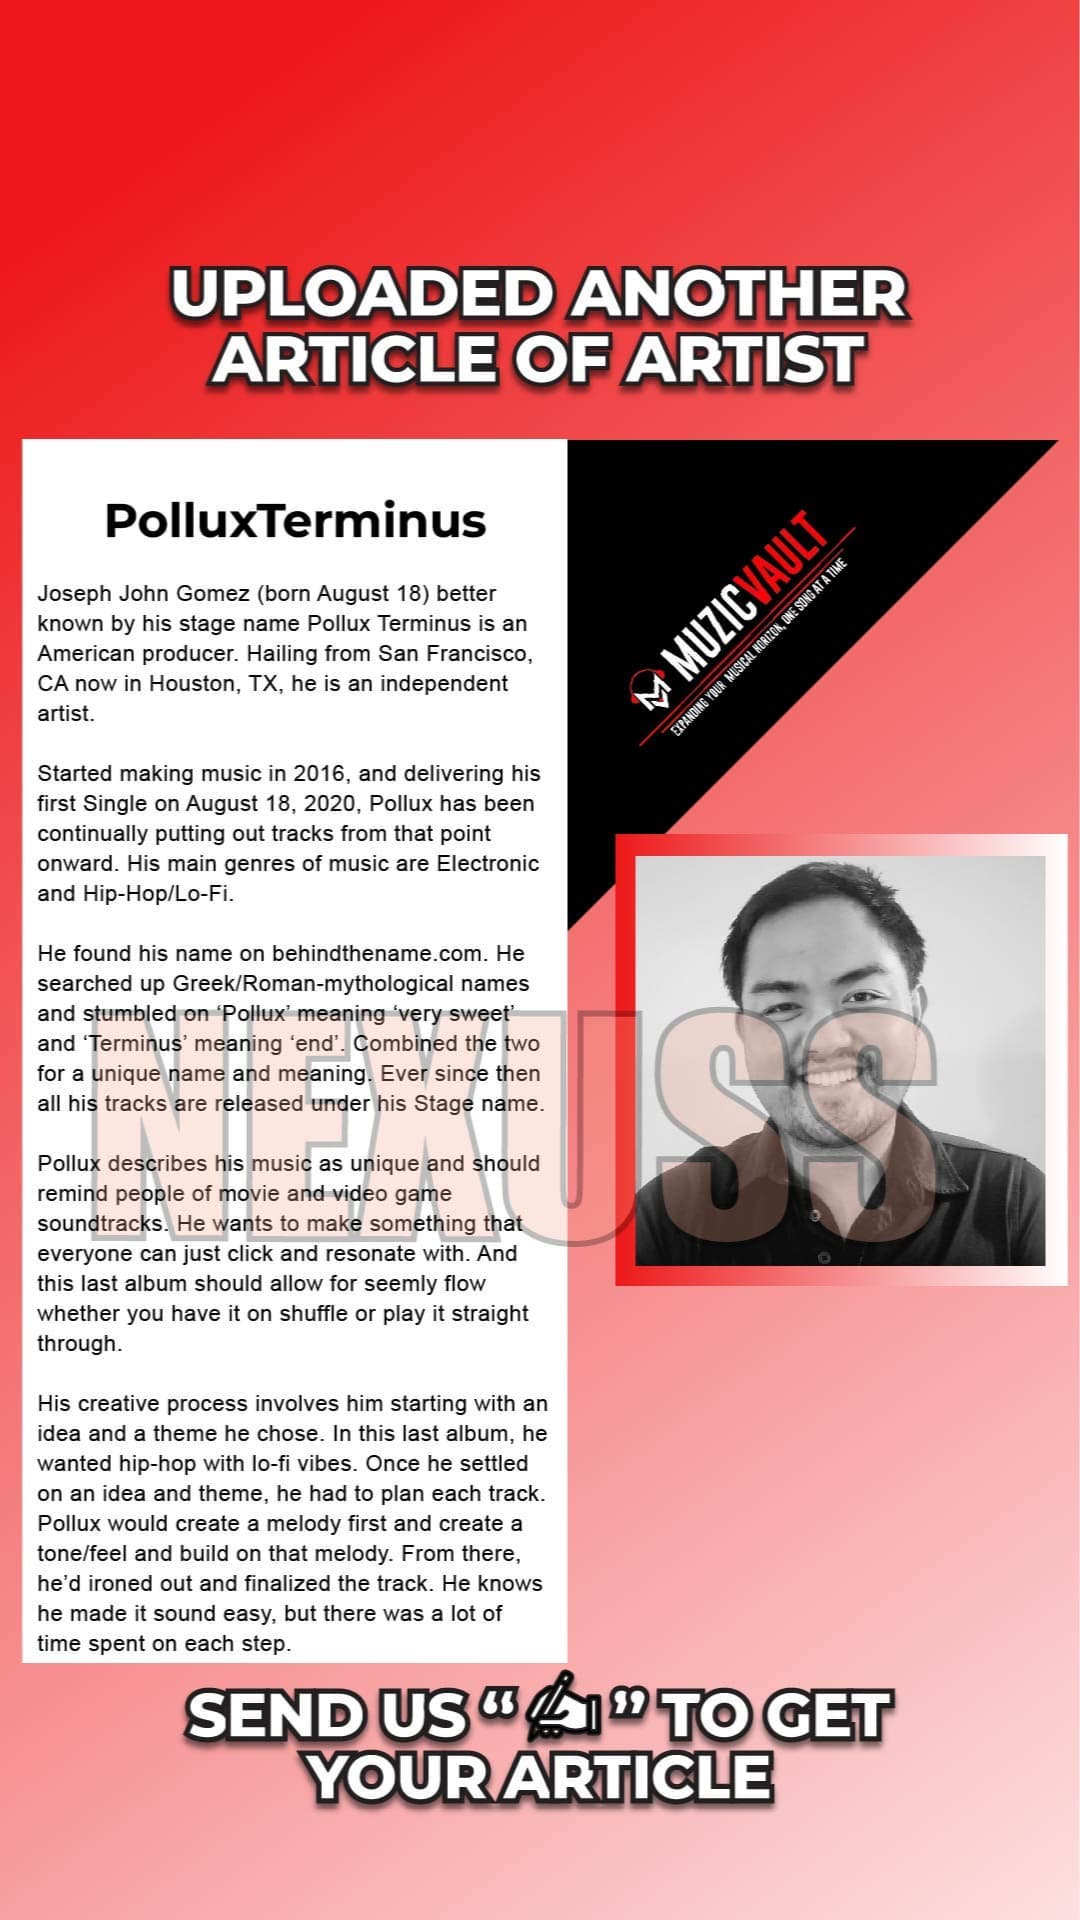 UPLOADED ANOTHER
ARTICLE OF ARTIST
PolluxTerminus
Joseph John Gomez (born August 18) better
known by his stage name Pollux Terminus is an
American producer. Hailing from San Francisco,
CA now in Houston, TX, he is an independent
artist.
Started making music in 2016, and delivering his
first Single on August 18, 2020, Pollux has been
continually putting out tracks from that point
onward. His main genres of music are Electronic
and Hip-Hop/Lo-Fi.
He found his name on behindthename.com. He
searched up Greek/Roman-mythological names
and stumbled on ‘Pollux’ meaning ‘very sweet’
and ‘Terminus’ meaning ‘end’. Combined the two
for a unique name and meaning. Ever since then
all his tracks are released under his Stage name.
Pollux describes his music as unique and should
remind people of movie and video game
soundtracks. He wants to make something that
everyone can just click and resonate with. And
this last album should allow for seemly flow
whether you have it on shuffle or play it straight
through.
His creative process involves him starting with an
idea and a theme he chose. In this last album, he
wanted hip-hop with lo-fi vibes. Once he settled
on an idea and theme, he had to plan each track.
Pollux would create a melody first and create a
tone/feel and build on that melody. From there,
he’d ironed out and finalized the track. He knows
he made it sound easy, but there was a lot of
time spent on each step.
MUZICVAULT
EXPANDING YOUR MUSICAL HORIZON, ONE SONG AT A TIME
NEXUSS
SEND US “✍” TO GET
YOUR ARTICLE